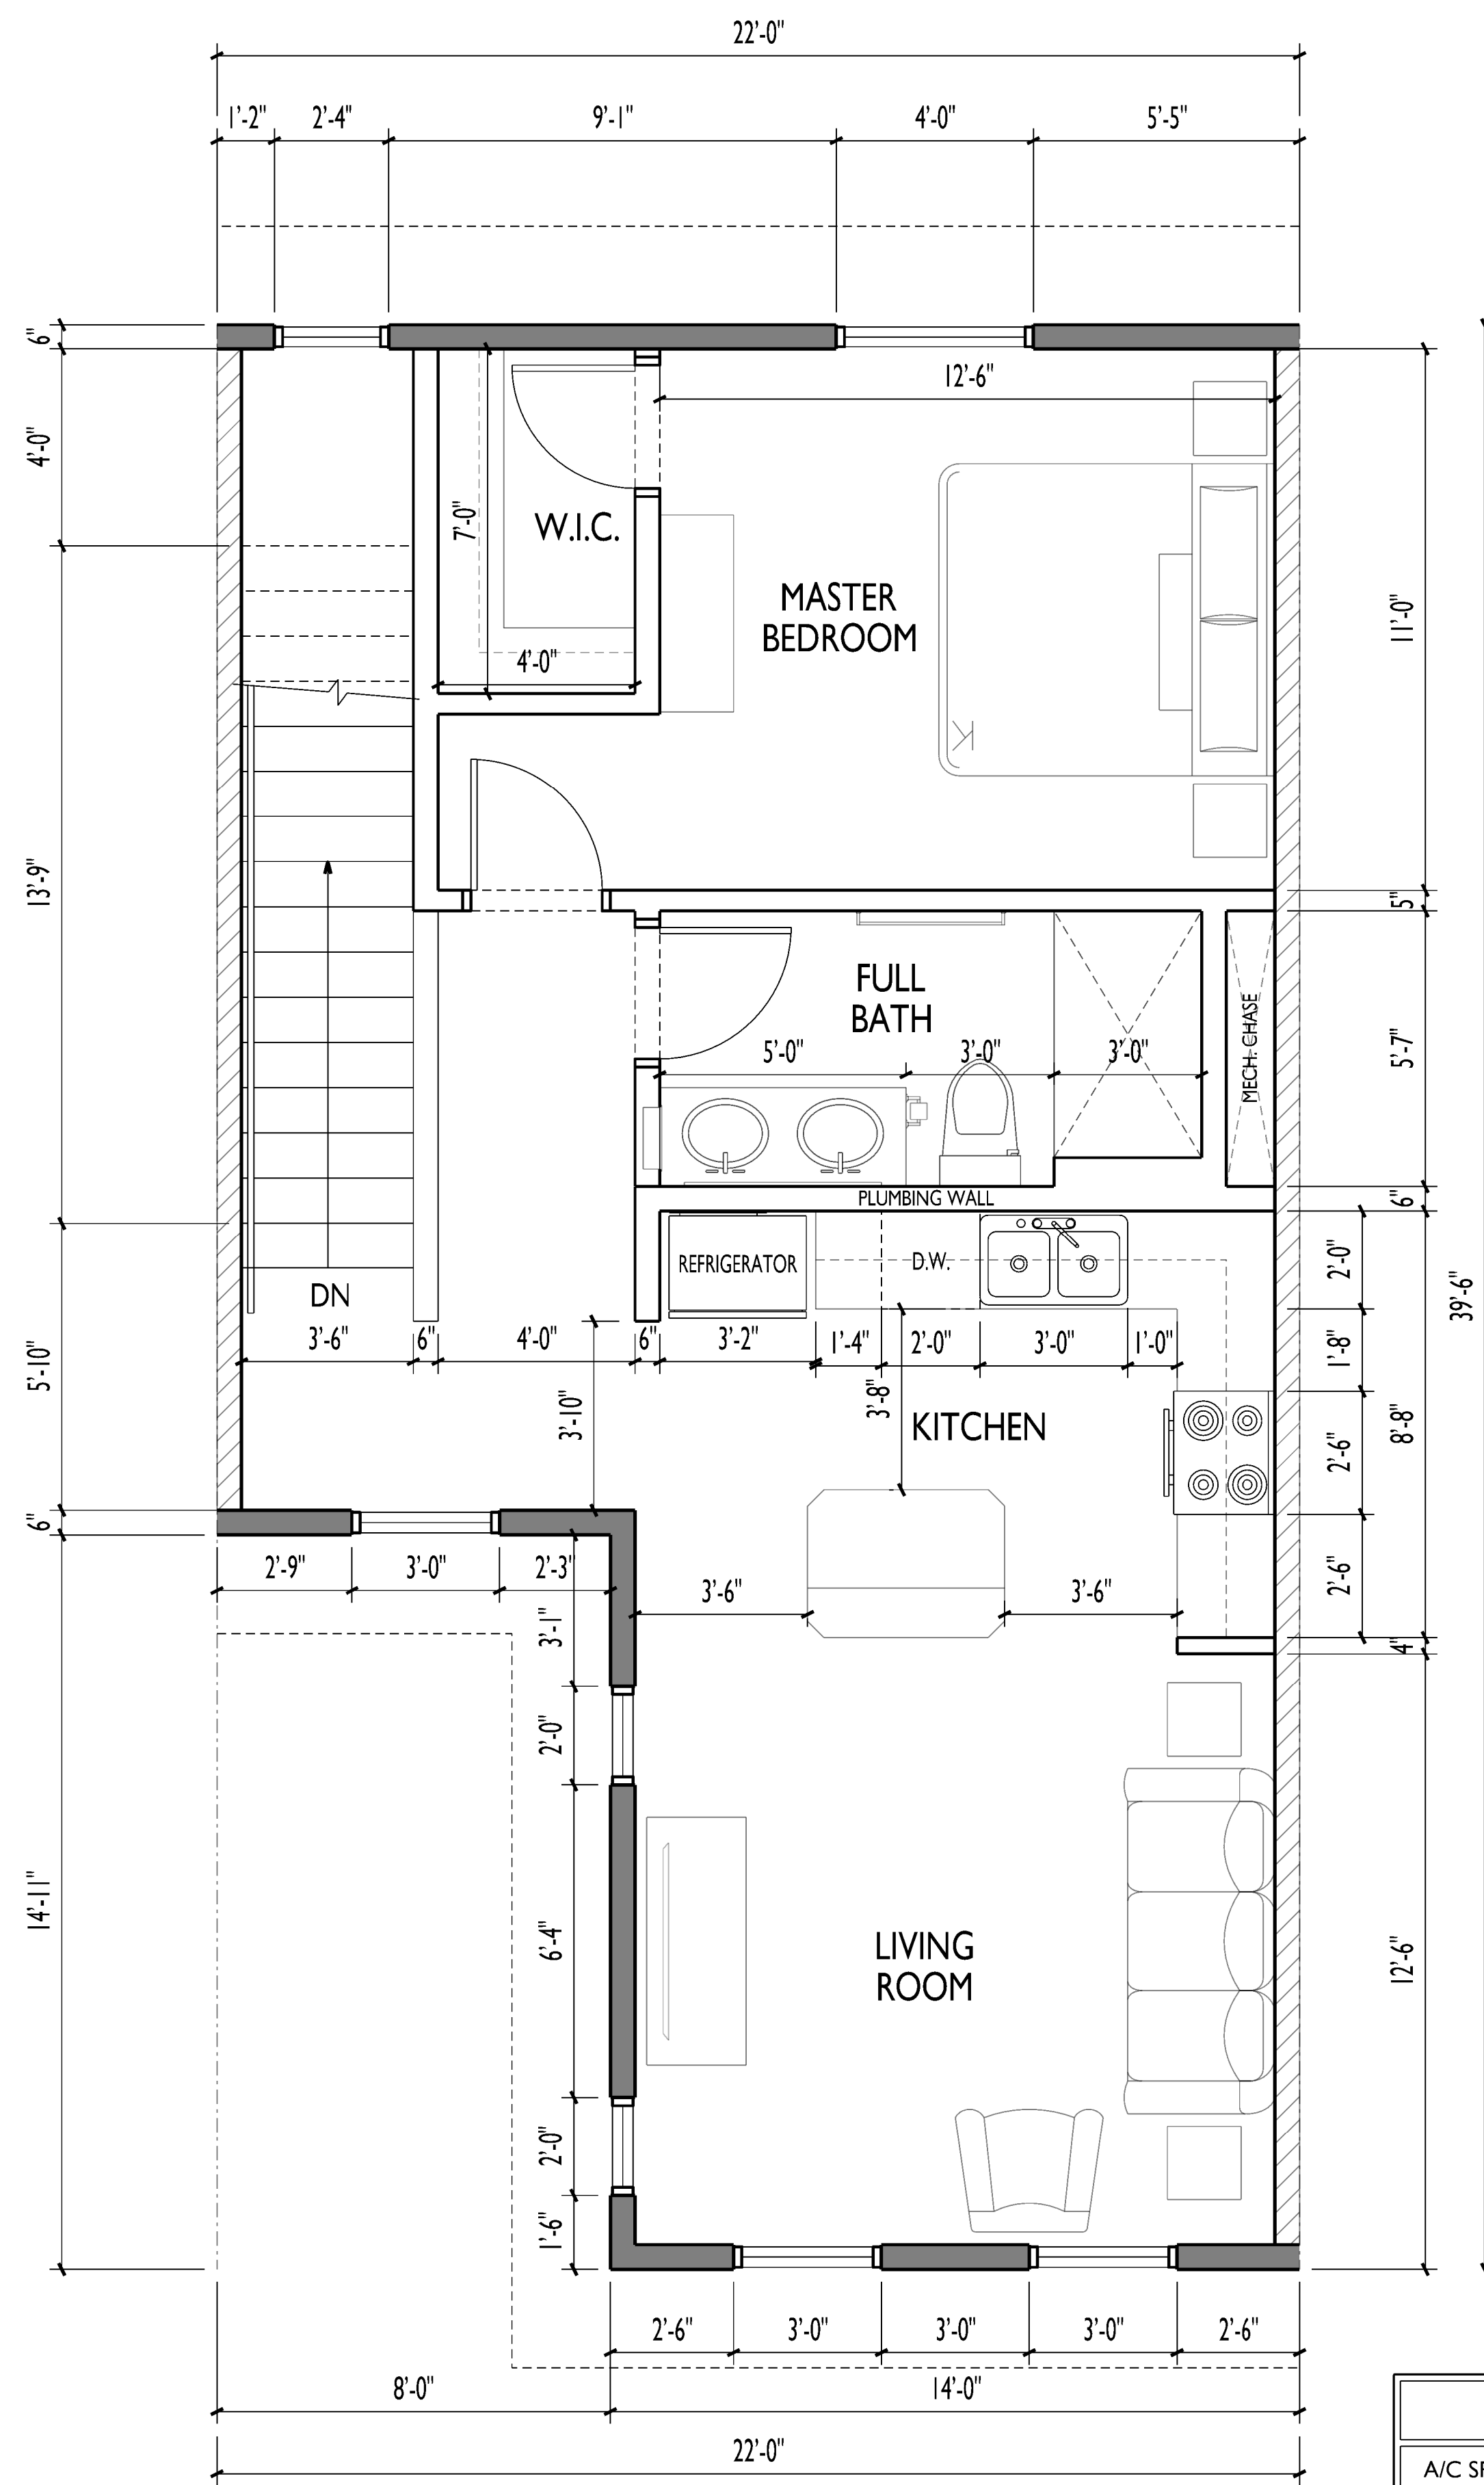 22'-0"
1'-2" 2'-4" 9'-1" 4'-0" 5'-5"
6"
12'-6"
4'-0"
7'-0"
W.I.C.
MASTER
BEDROOM
11'-0"
4'-0"
13'-9"
5"
FULL
BATH
5'-0" 3'-0" 3'-0"
MECH. CHASE
5'-7"
PLUMBING WALL
6"
REFRIGERATOR
D.W.
2'-0"
39'-6"
DN
3'-6" 6" 4'-0" 6" 3'-2" 1'-4" 2'-0" 3'-0" 1'-0"
1'-8"
5'-10"
3'-10"
3'-8"
KITCHEN
2'-6"
8'-8"
6"
2'-9" 3'-0" 2'-3"
3'-6" 3'-6"
2'-6"
3'-1"
4"
2'-0"
14'-11"
6'-4"
LIVING
ROOM
12'-6"
2'-0"
1'-6"
2'-6" 3'-0" 3'-0" 3'-0" 2'-6"
8'-0" 14'-0"
22'-0"
A/C